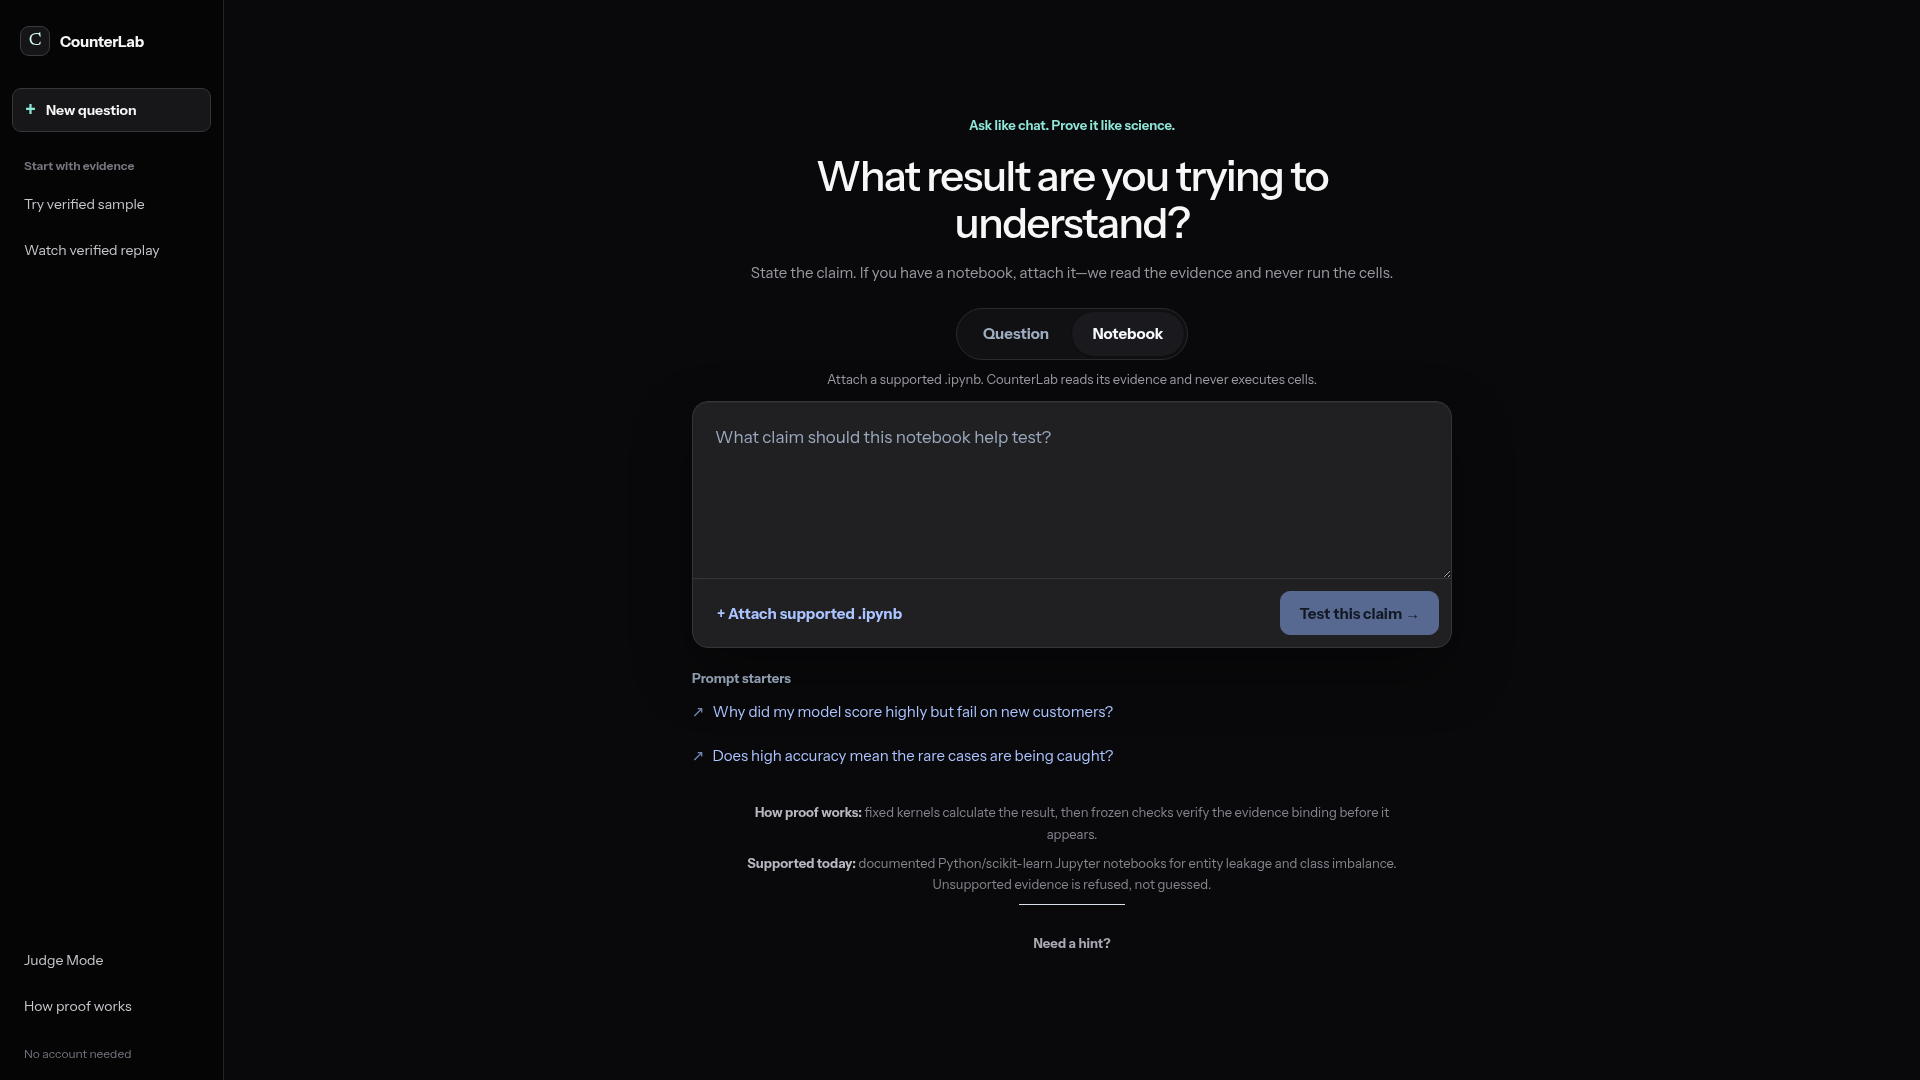 C
CounterLab
+ New question
Start with evidence
Try verified sample
Watch verified replay
Judge Mode
How proof works
No account needed
Ask like chat. Prove it like science.
What result are you trying to
understand?
State the claim. If you have a notebook, attach it—we read the evidence and never run the cells.
Question
Notebook
Attach a supported .ipynb. CounterLab reads its evidence and never executes cells.
What claim should this notebook help test?
+ Attach supported .ipynb
Test this claim →
Prompt starters
↗ Why did my model score highly but fail on new customers?
↗ Does high accuracy mean the rare cases are being caught?
How proof works: fixed kernels calculate the result, then frozen checks verify the evidence binding before it
appears.
Supported today: documented Python/scikit-learn Jupyter notebooks for entity leakage and class imbalance.
Unsupported evidence is refused, not guessed.
Need a hint?